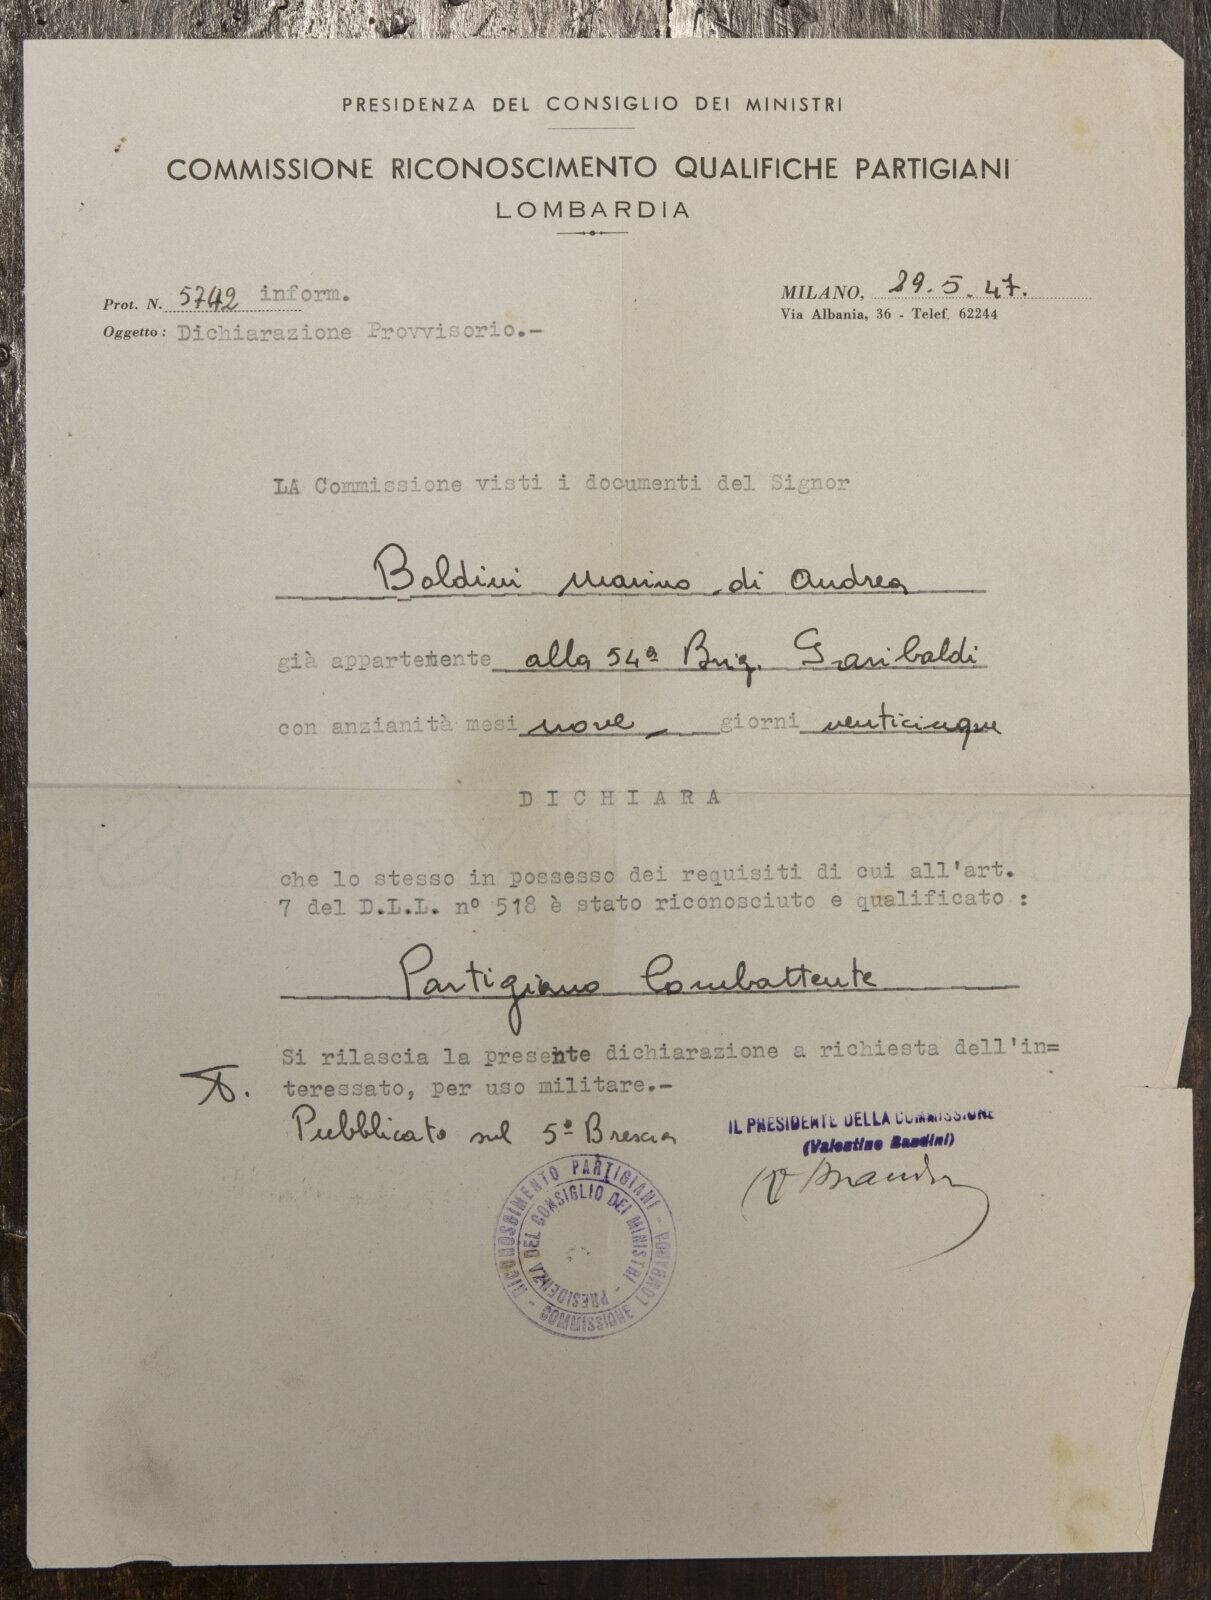 PRESIDENZA DEL CONSIGLIO DEI MINISTRI
COMMISSIONE RICONOSCIMENTO QUALIFICHE PARTIGIANI
LOMBARDIA
Prot. N. 5742 inform.
MILANO, 29.5.47.
Oggetto: Dichiarazione Provvisorio.-
Via Albania, 36 - Telef. 62244
LA Commissione visti i documenti del Signor
Boldini Marino di Andrea
già appartenente alla 54ª Brig. Garibaldi
con anzianità mesi nove giorni venticinque
DICHIARA
che lo stesso in possesso dei requisiti di cui all'art.
7 del D.L.L. n° 518 è stato riconosciuto e qualificato :
Partigiano Combattente
Si rilascia la presente dichiarazione a richiesta dell'in=
teressato, per uso militare.-
Pubblicato sul 5° Brescia
IL PRESIDENTE DELLA COMMISSIONE
(Valentino Bandini)
COMMISSIONE RICONOSCIMENTO PARTIGIANI - LOMBARDA
PRESIDENZA DEL CONSIGLIO DEI MINISTRI -